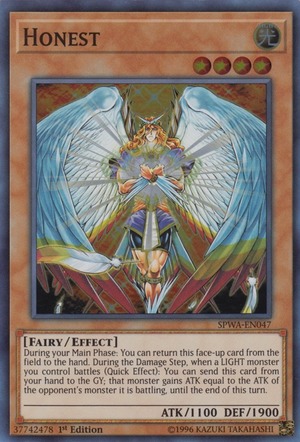 HONEST
光
SPWA-EN047
[FAIRY/EFFECT]
During your Main Phase: You can return this face-up card from
the field to the hand. During the Damage Step, when a LIGHT monster
you control battles (Quick Effect): You can send this card from
your hand to the GY; that monster gains ATK equal to the ATK of
the opponent's monster it is battling, until the end of this turn.
ATK/1100 DEF/1900
37742478 1st Edition ©1996 KAZUKI TAKAHASHI